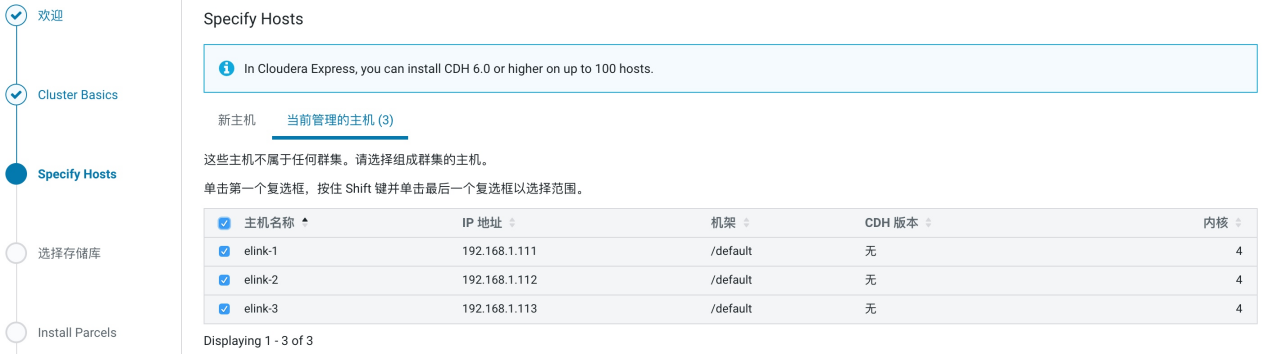 欢迎
Cluster Basics
Specify Hosts
选择存储库
Install Parcels
Specify Hosts
In Cloudera Express, you can install CDH 6.0 or higher on up to 100 hosts.
新主机 当前管理的主机 (3)
这些主机不属于任何群集。请选择组成群集的主机。
单击第一个复选框，按住 Shift 键并单击最后一个复选框以选择范围。
主机名称 IP 地址 机架 CDH 版本 内核
elink-1 192.168.1.111 /default 无 4
elink-2 192.168.1.112 /default 无 4
elink-3 192.168.1.113 /default 无 4
Displaying 1 - 3 of 3